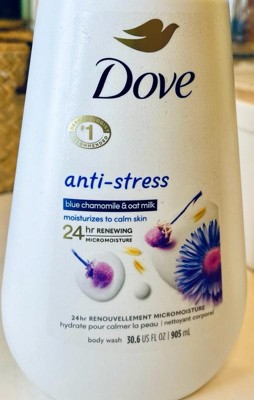 Dove
#1
RECOMMENDED
anti-stress
blue chamomile & oat milk
moisturizes to calm skin
24 hr RENEWING
MICROMOISTURE
24hr RENOUVELLEMENT MICROMOISTURE
hydrate pour calmer la peau | nettoyant corporel
body wash 30.6 US FL OZ | 905 mL